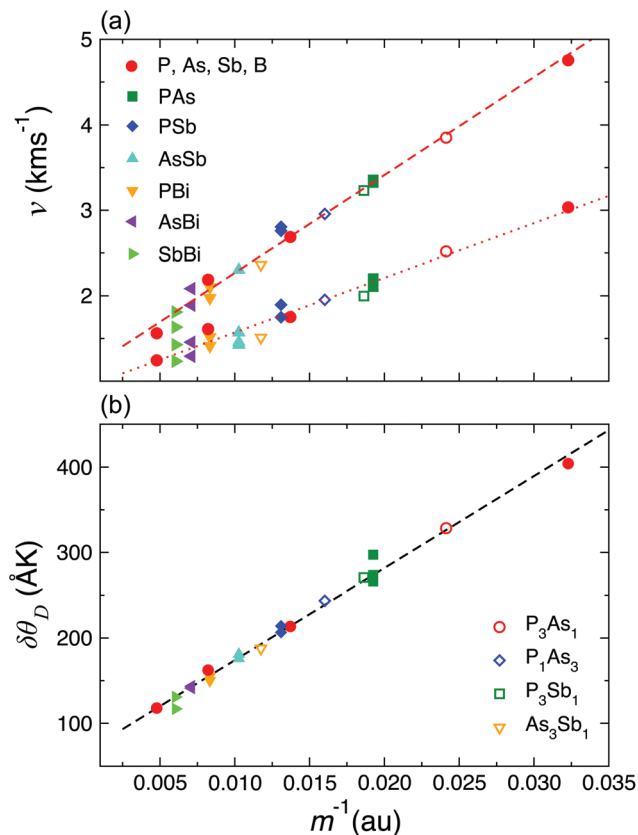 (a)
5
4
3
2
ν (kms⁻¹)
P, As, Sb, B
PAs
PSb
AsSb
PBi
AsBi
SbBi
(b)
400
300
200
100
δθ_D (ÅK)
P₃As₁
P₁As₃
P₃Sb₁
As₃Sb₁
0.005 0.010 0.015 0.020 0.025 0.030 0.035
m⁻¹(au)